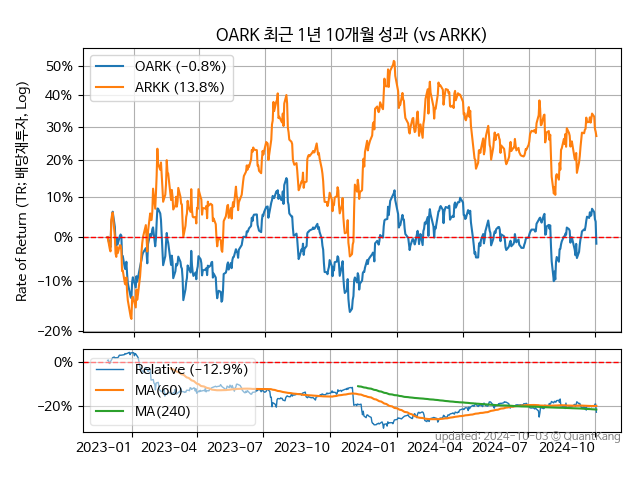 OARK 최근 1년 10개월 성과 (vs ARKK)
Rate of Return (TR: 배당재투자, Log)
OARK (−0.8%)
ARKK (13.8%)
50%
40%
30%
20%
10%
0%
−10%
−20%
Relative (−12.9%)
MA(60)
MA(240)
0%
−20%
2023−01 2023−04 2023−07 2023−10 2024−01 2024−04 2024−07 2024−10
updated: 2024−10−03 © QuantKang